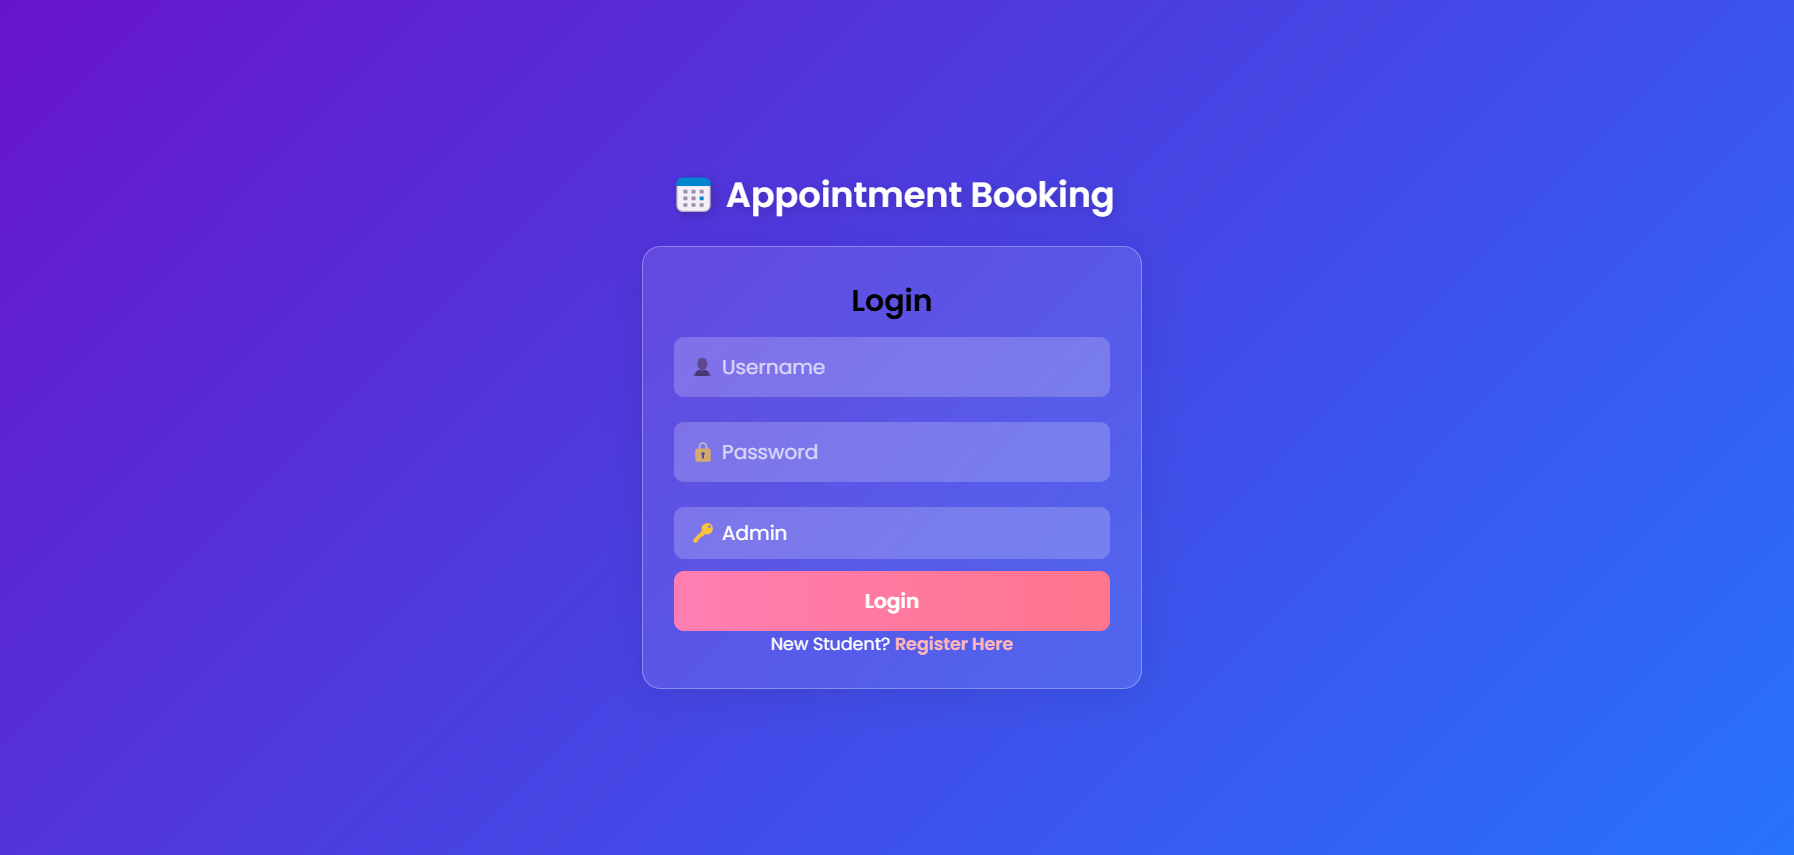 Appointment Booking
Login
Username
Password
Admin
Login
New Student? Register Here